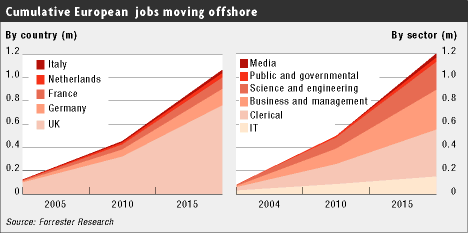 Cumulative European jobs moving offshore
By country (m)
By sector (m)
1.2
1.0
0.8
0.6
0.4
0.2
0
Italy
Netherlands
France
Germany
UK
2005 2010 2015
Media
Public and governmental
Science and engineering
Business and management
Clerical
IT
2004 2010 2015
1.2
1.0
0.8
0.6
0.4
0.2
0
Source: Forrester Research